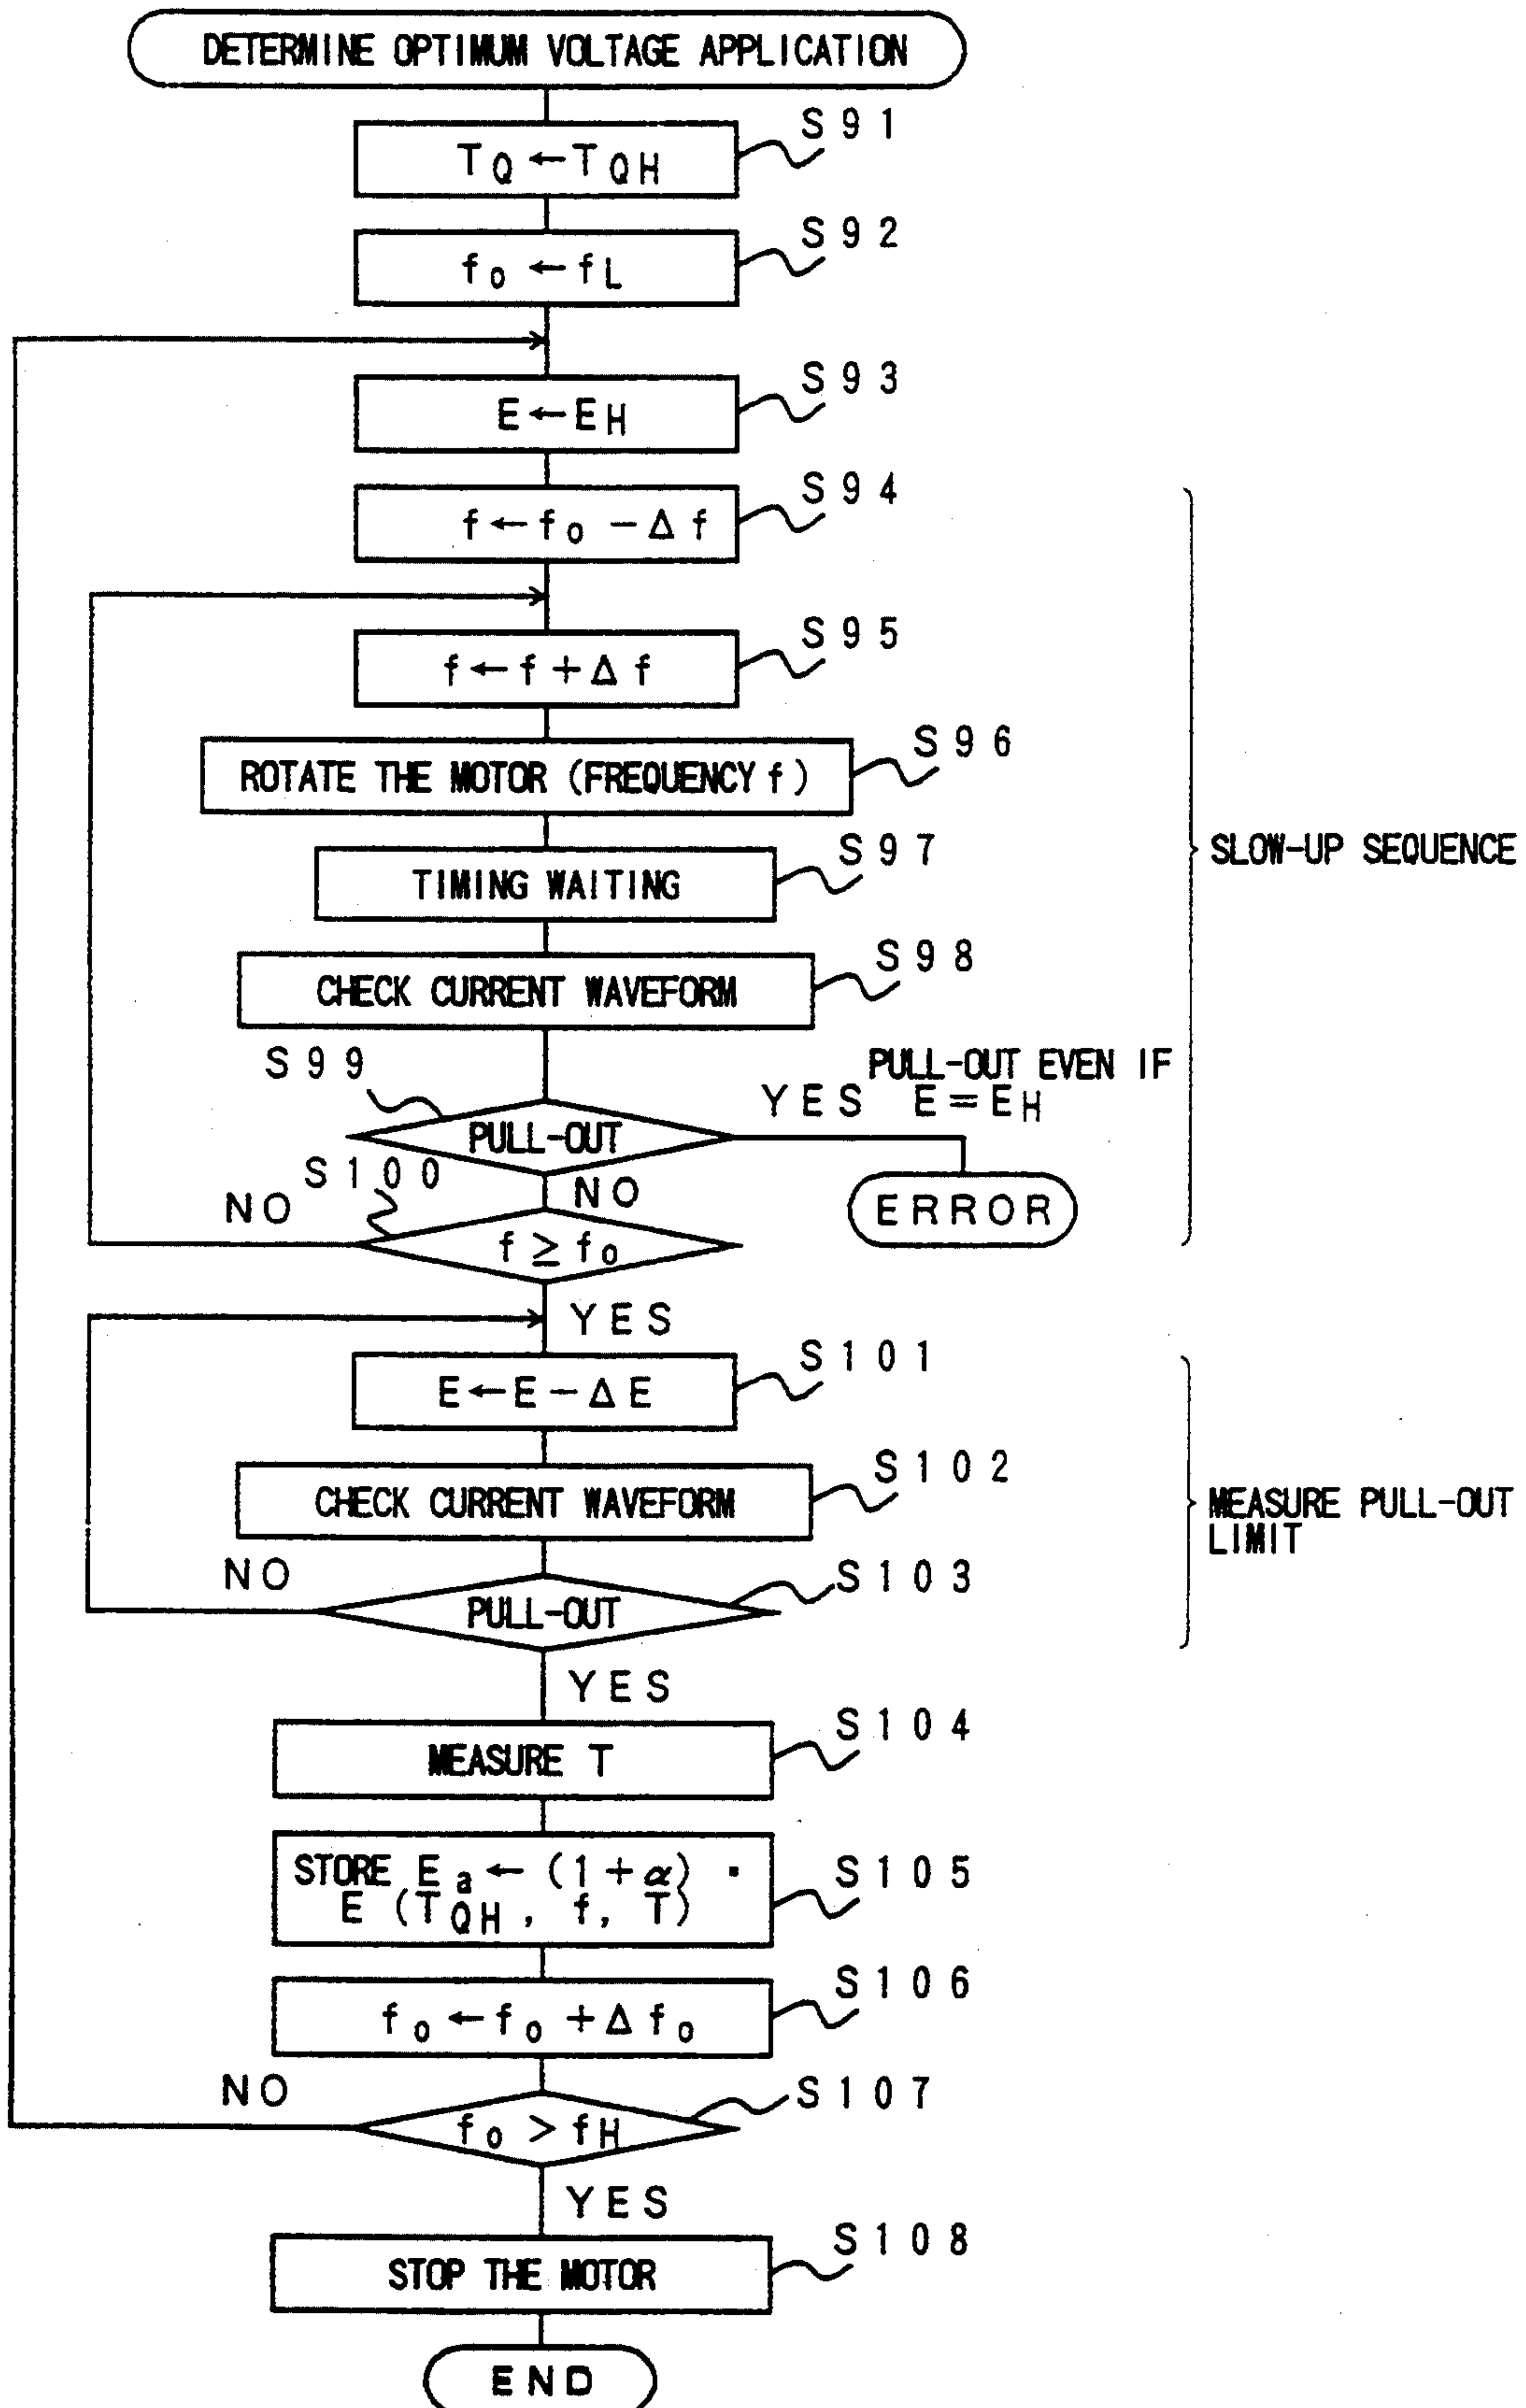 DETERMINE OPTIMUM VOLTAGE APPLICATION
S91
TQ ← TQH
S92
fo ← fL
S93
E ← EH
S94
f ← fo − Δf
S95
f ← f + Δf
S96
ROTATE THE MOTOR (FREQUENCY f)
SLOW-UP SEQUENCE
S97
TIMING WAITING
S98
CHECK CURRENT WAVEFORM
S99
PULL-OUT EVEN IF
YES E = EH
PULL-OUT
S100
NO
NO
ERROR
f ≥ fo
YES
S101
E ← E − ΔE
S102
CHECK CURRENT WAVEFORM
MEASURE PULL-OUT
LIMIT
NO
S103
PULL-OUT
YES
S104
MEASURE T
S105
STORE Ea ← (1 + α) ·
E (TQH, f, T)
S106
fo ← fo + Δfo
NO
S107
fo > fH
YES
S108
STOP THE MOTOR
END